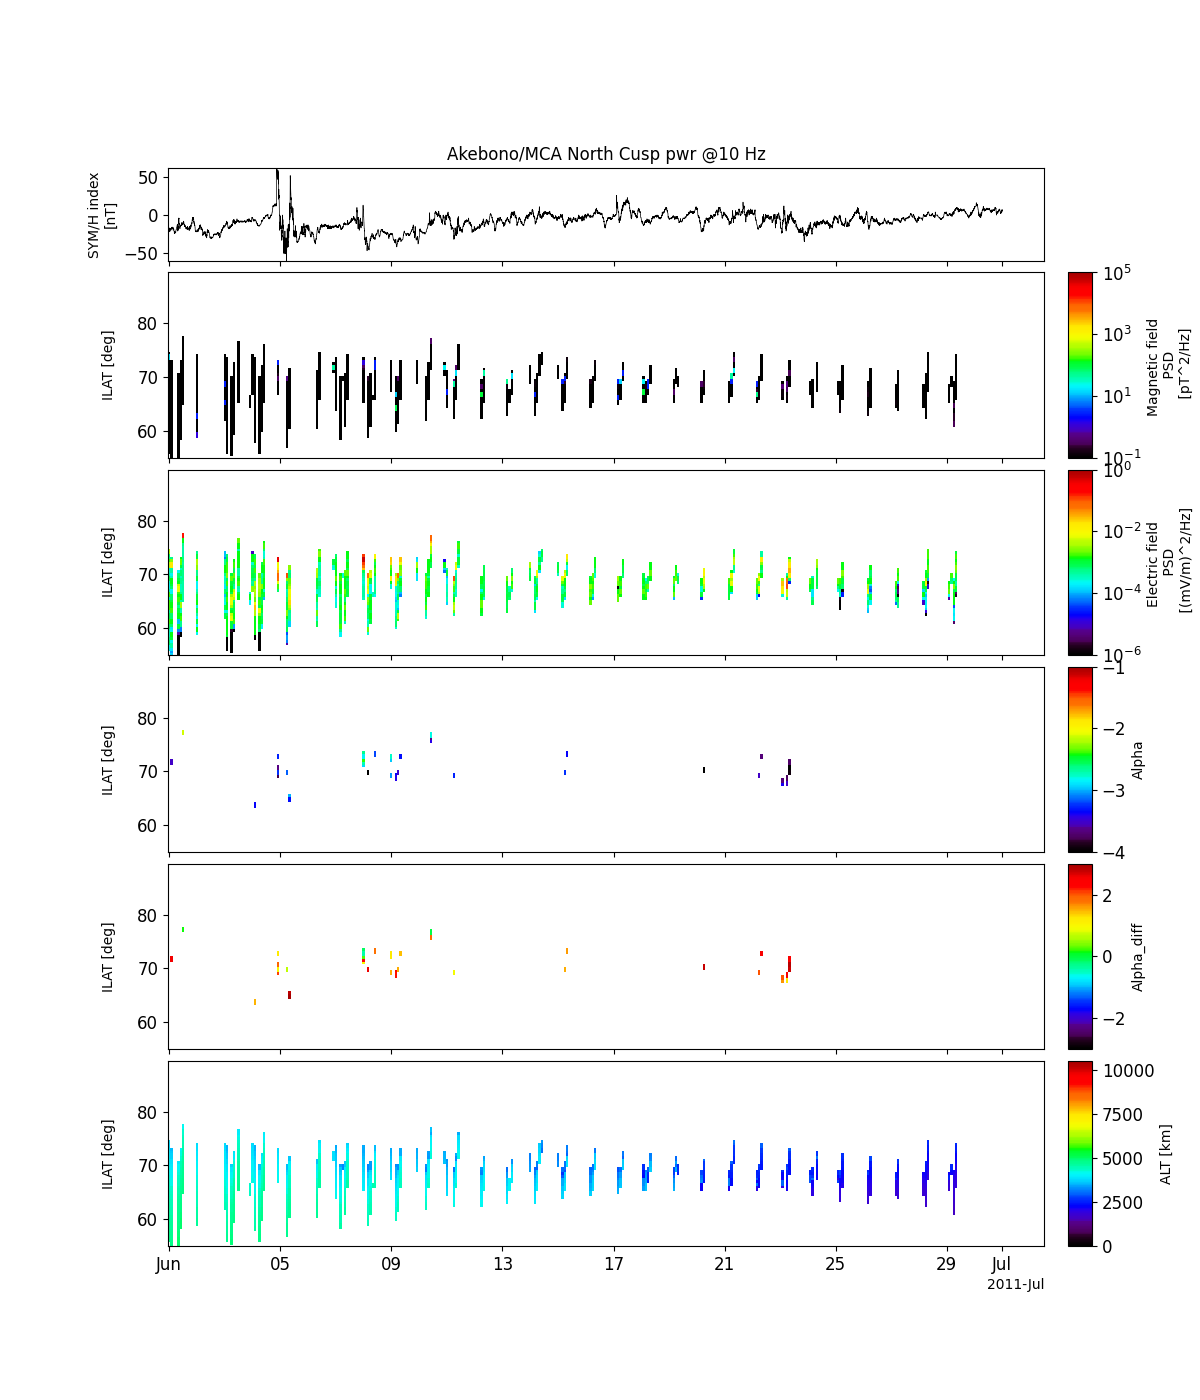 Akebono/MCA North Cusp pwr @10 Hz
SYM/H index
[nT]
50
0
−50
ILAT [deg]
80
70
60
10^5
10^3
10^1
10^−1
Magnetic field
PSD
[pT^2/Hz]
ILAT [deg]
80
70
60
10^0
10^−2
10^−4
10^−6
Electric field
PSD
[(mV/m)^2/Hz]
ILAT [deg]
80
70
60
−1
−2
−3
−4
Alpha
ILAT [deg]
80
70
60
2
0
−2
Alpha_diff
ILAT [deg]
80
70
60
10000
7500
5000
2500
0
ALT [km]
Jun 05 09 13 17 21 25 29 Jul
2011-Jul